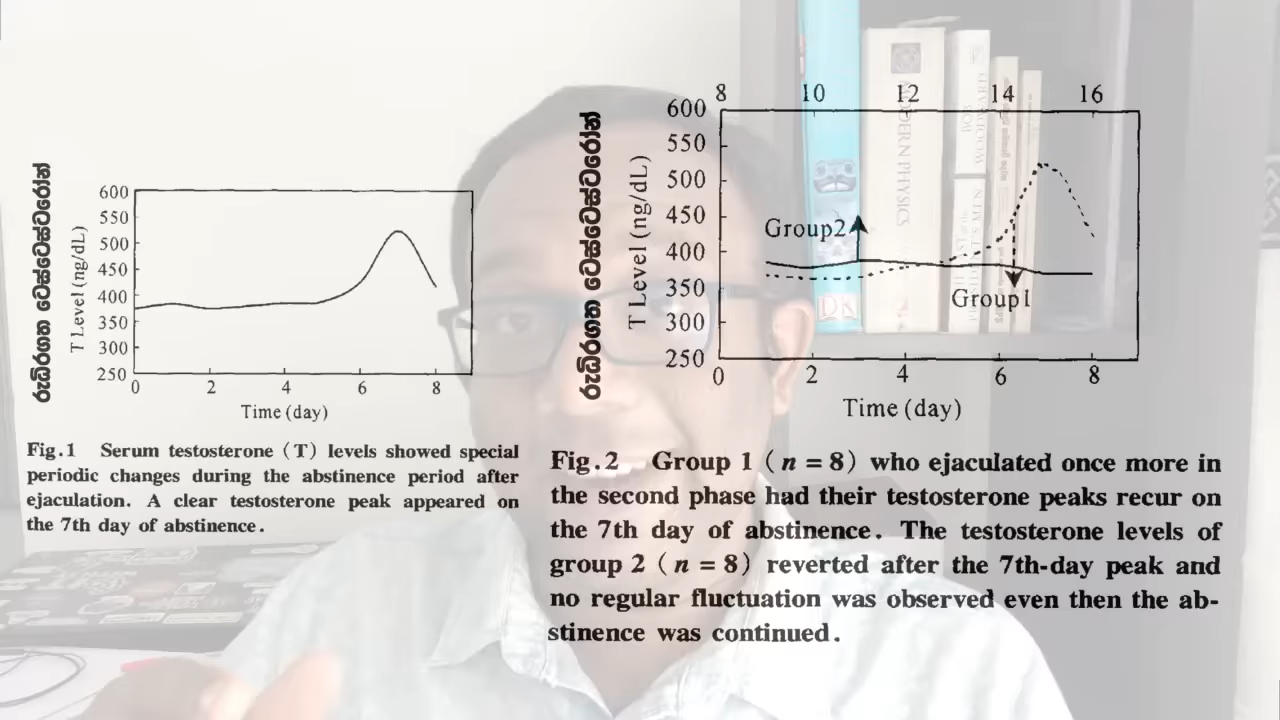 රුධිරගත ටෙස්ටෙස්ටරෝන්
T Level (ng/dL)
600
550
500
450
400
350
300
250
0 2 4 6 8
Time (day)
Fig.1 Serum testosterone (T) levels showed special
periodic changes during the abstinence period after
ejaculation. A clear testosterone peak appeared on
the 7th day of abstinence.
රුධිරගත ටෙස්ටෙස්ටරෝන්
T Level (ng/dL)
8 10 12 14 16
600
550
500
450
400
350
300
250
Group2
Group1
0 2 4 6 8
Time (day)
Fig.2 Group 1 (n = 8) who ejaculated once more in
the second phase had their testosterone peaks recur on
the 7th day of abstinence. The testosterone levels of
group 2 (n = 8) reverted after the 7th-day peak and
no regular fluctuation was observed even then the ab-
stinence was continued.
MODERN PHYSICS
BOB
WOODWARD
DK